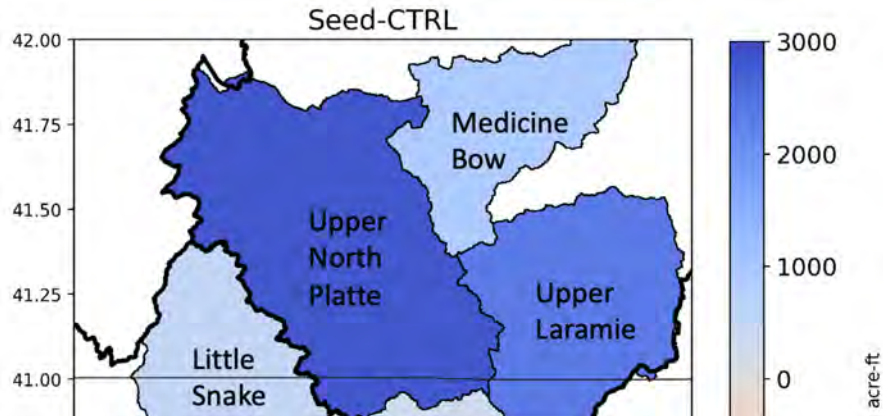 Seed-CTRL
42.00
41.75
41.50
41.25
41.00
Medicine
Bow
Upper
North
Platte
Upper
Laramie
Little
Snake
3000
2000
1000
0
acre-ft